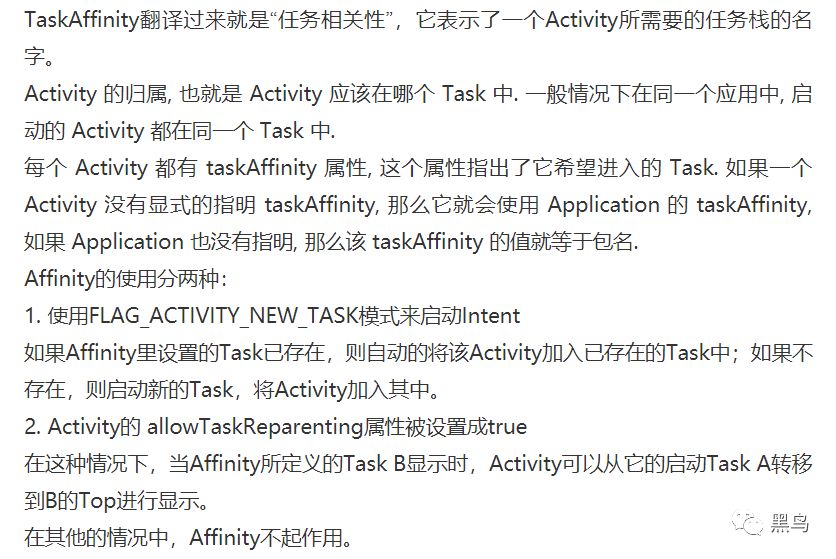 TaskAffinity翻译过来就是“任务相关性”，它表示了一个Activity所需要的任务栈的名
字。
Activity 的归属, 也就是 Activity 应该在哪个 Task 中. 一般情况下在同一个应用中, 启
动的 Activity 都在同一个 Task 中.
每个 Activity 都有 taskAffinity 属性, 这个属性指出了它希望进入的 Task. 如果一个
Activity 没有显式的指明 taskAffinity, 那么它就会使用 Application 的 taskAffinity,
如果 Application 也没有指明, 那么该 taskAffinity 的值就等于包名.
Affinity的使用分两种：
1. 使用FLAG_ACTIVITY_NEW_TASK模式来启动Intent
如果Affinity里设置的Task已存在，则自动的将该Activity加入已存在的Task中；如果不
存在，则启动新的Task，将Activity加入其中。
2. Activity的 allowTaskReparenting属性被设置成true
在这种情况下，当Affinity所定义的Task B显示时，Activity可以从它的启动Task A转移
到B的Top进行显示。
在其他的情况中，Affinity不起作用。
黑鸟